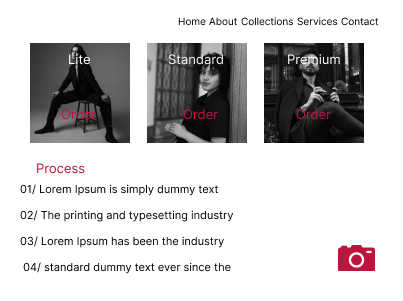 Home About Collections Services Contact
Lite Standard Premium
Order Order Order
Process
01/ Lorem Ipsum is simply dummy text
02/ The printing and typesetting industry
03/ Lorem Ipsum has been the industry
04/ standard dummy text ever since the